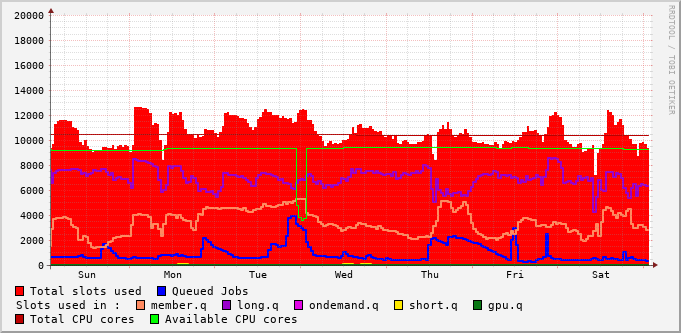 RRDTOOL / TOBI OETIKER
20000
18000
16000
14000
12000
10000
8000
6000
4000
2000
0
Sun Mon Tue Wed Thu Fri Sat
Total slots used Queued Jobs
Slots used in : member.q long.q ondemand.q short.q gpu.q
Total CPU cores Available CPU cores